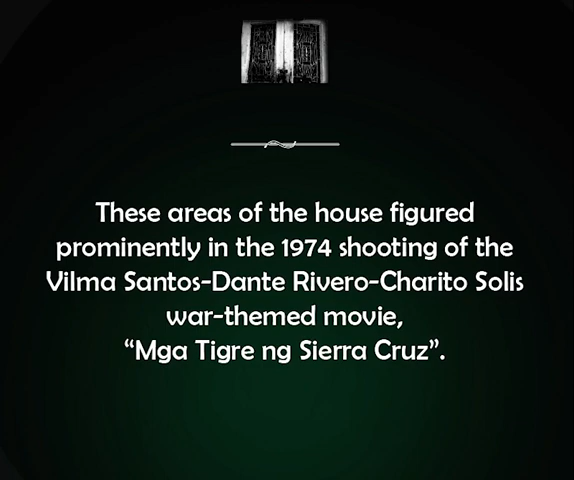 These areas of the house figured
prominently in the 1974 shooting of the
Vilma Santos-Dante Rivero-Charito Solis
war-themed movie,
“Mga Tigre ng Sierra Cruz”.